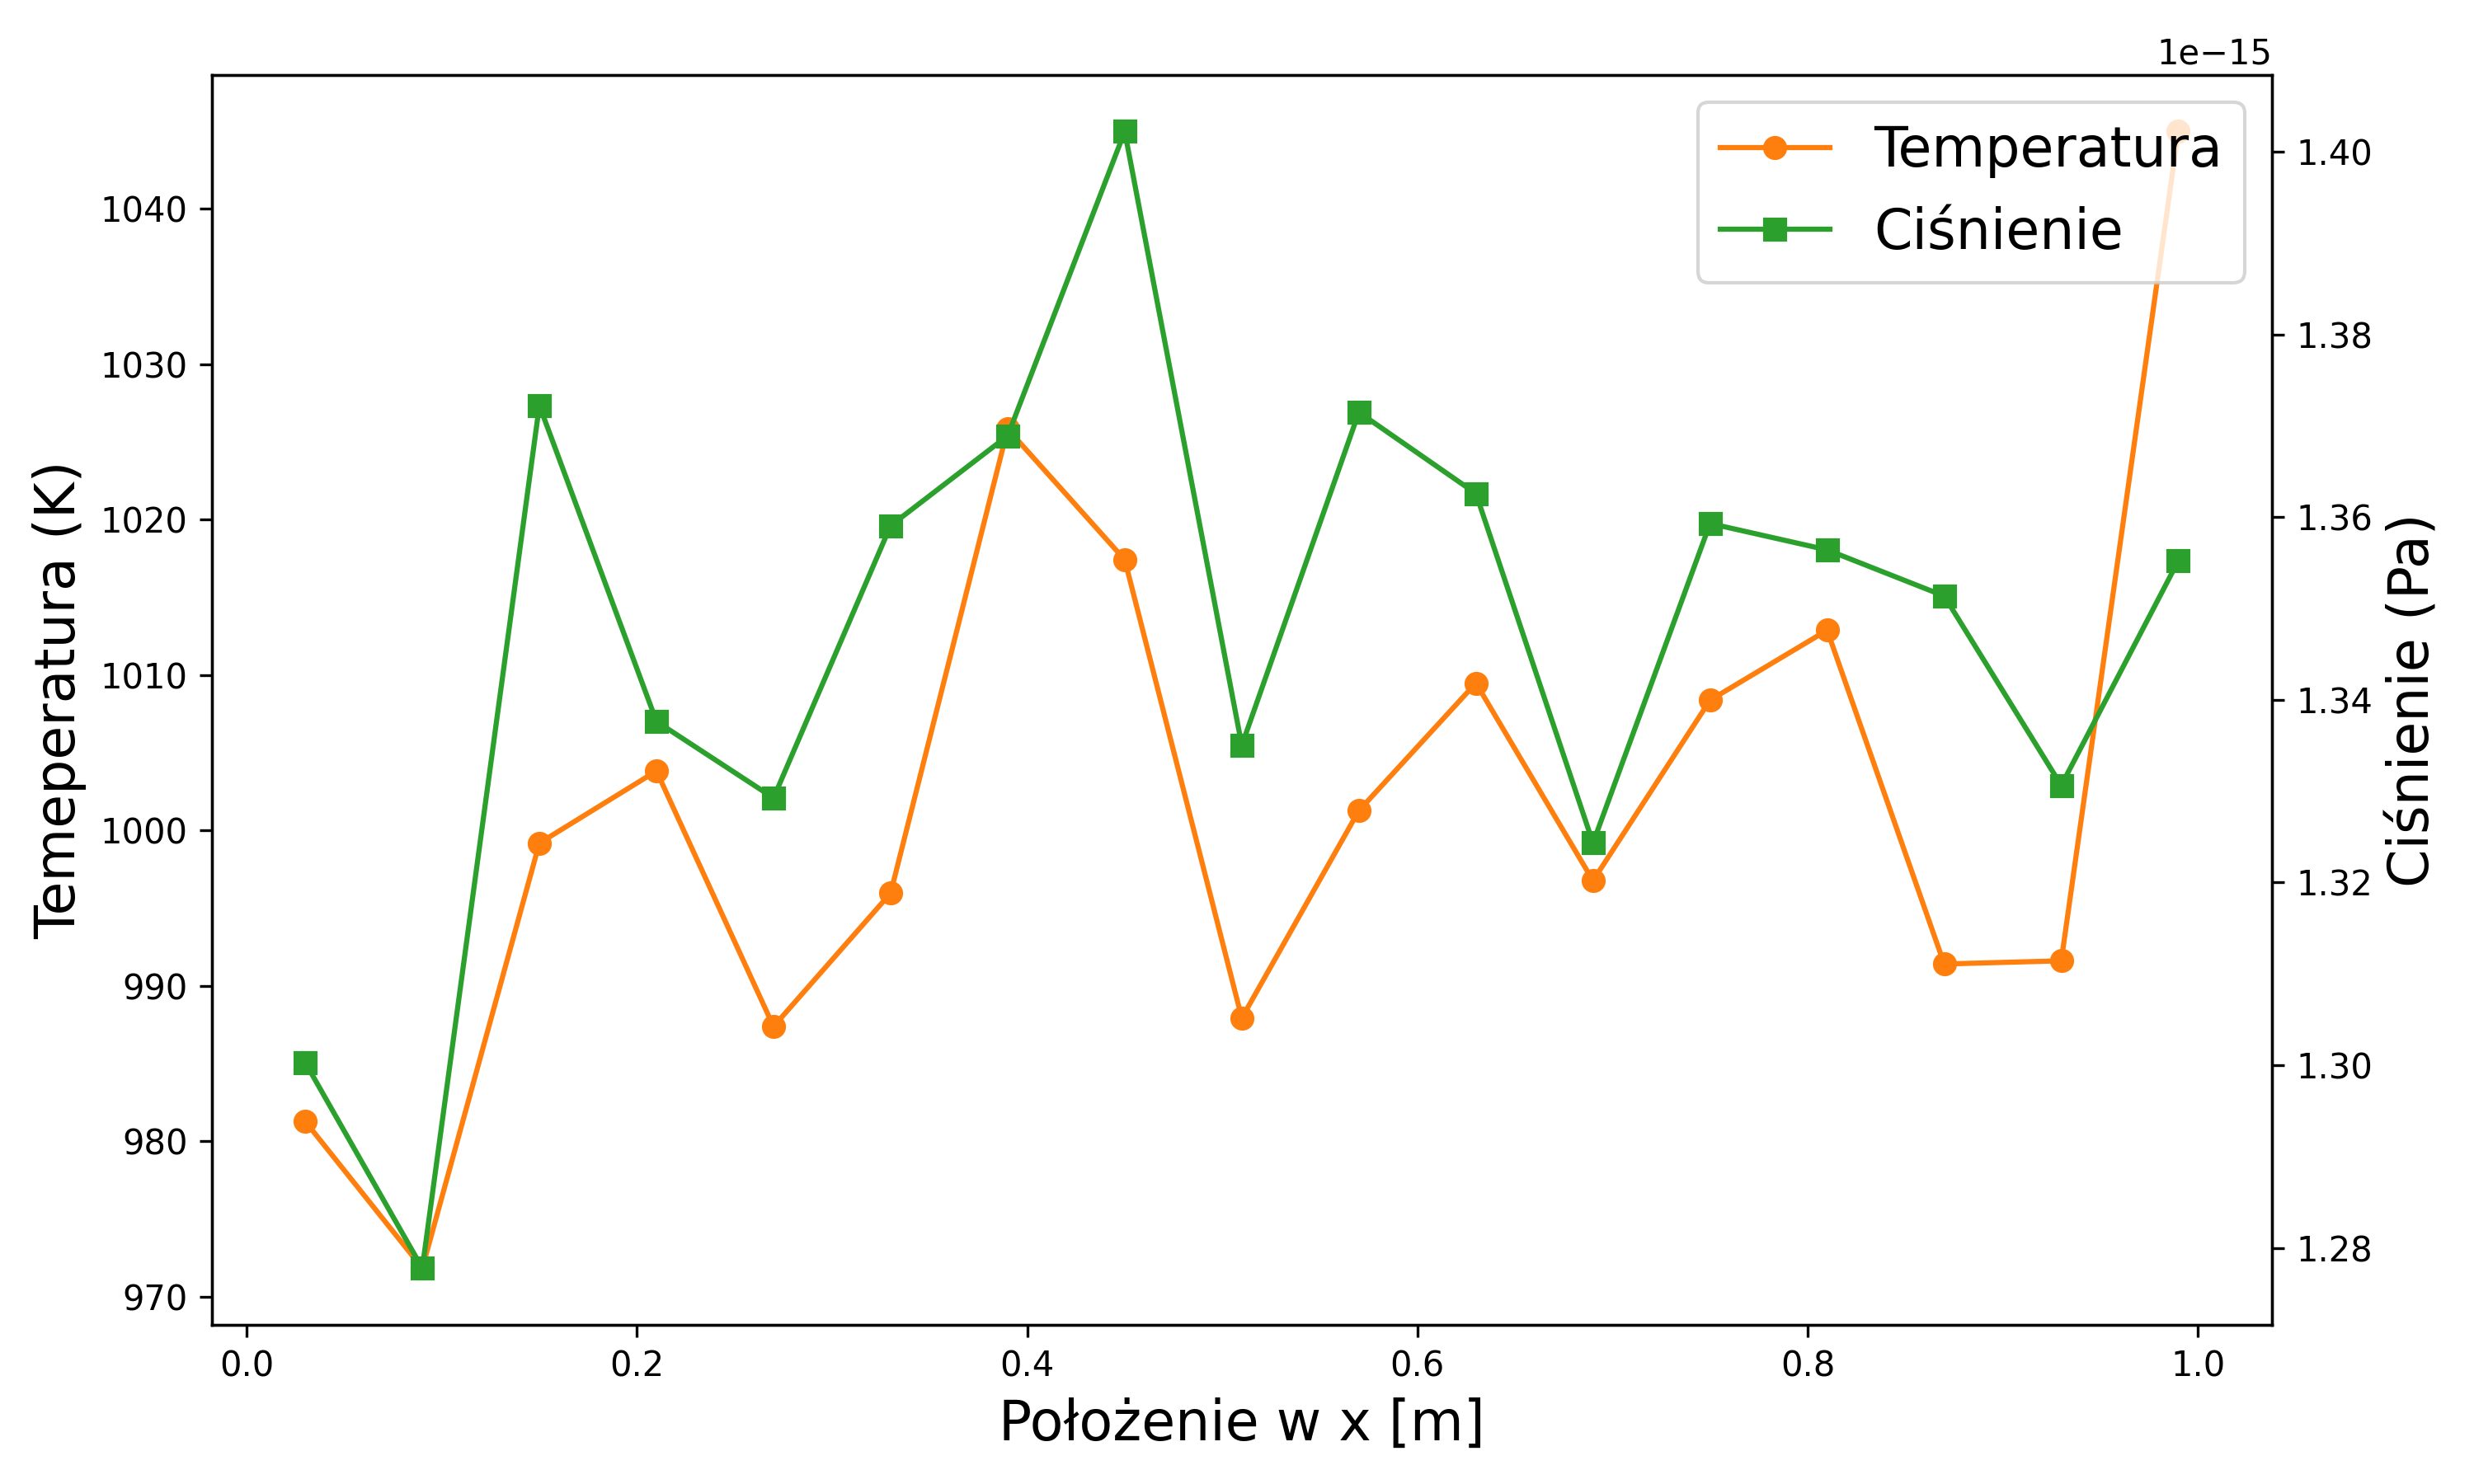 1e−15
Temperatura
Ciśnienie
1040
1030
1020
1010
1000
990
980
970
Temeperatura (K)
1.40
1.38
1.36
1.34
1.32
1.30
1.28
Ciśnienie (Pa)
0.0 0.2 0.4 0.6 0.8 1.0
Położenie w x [m]